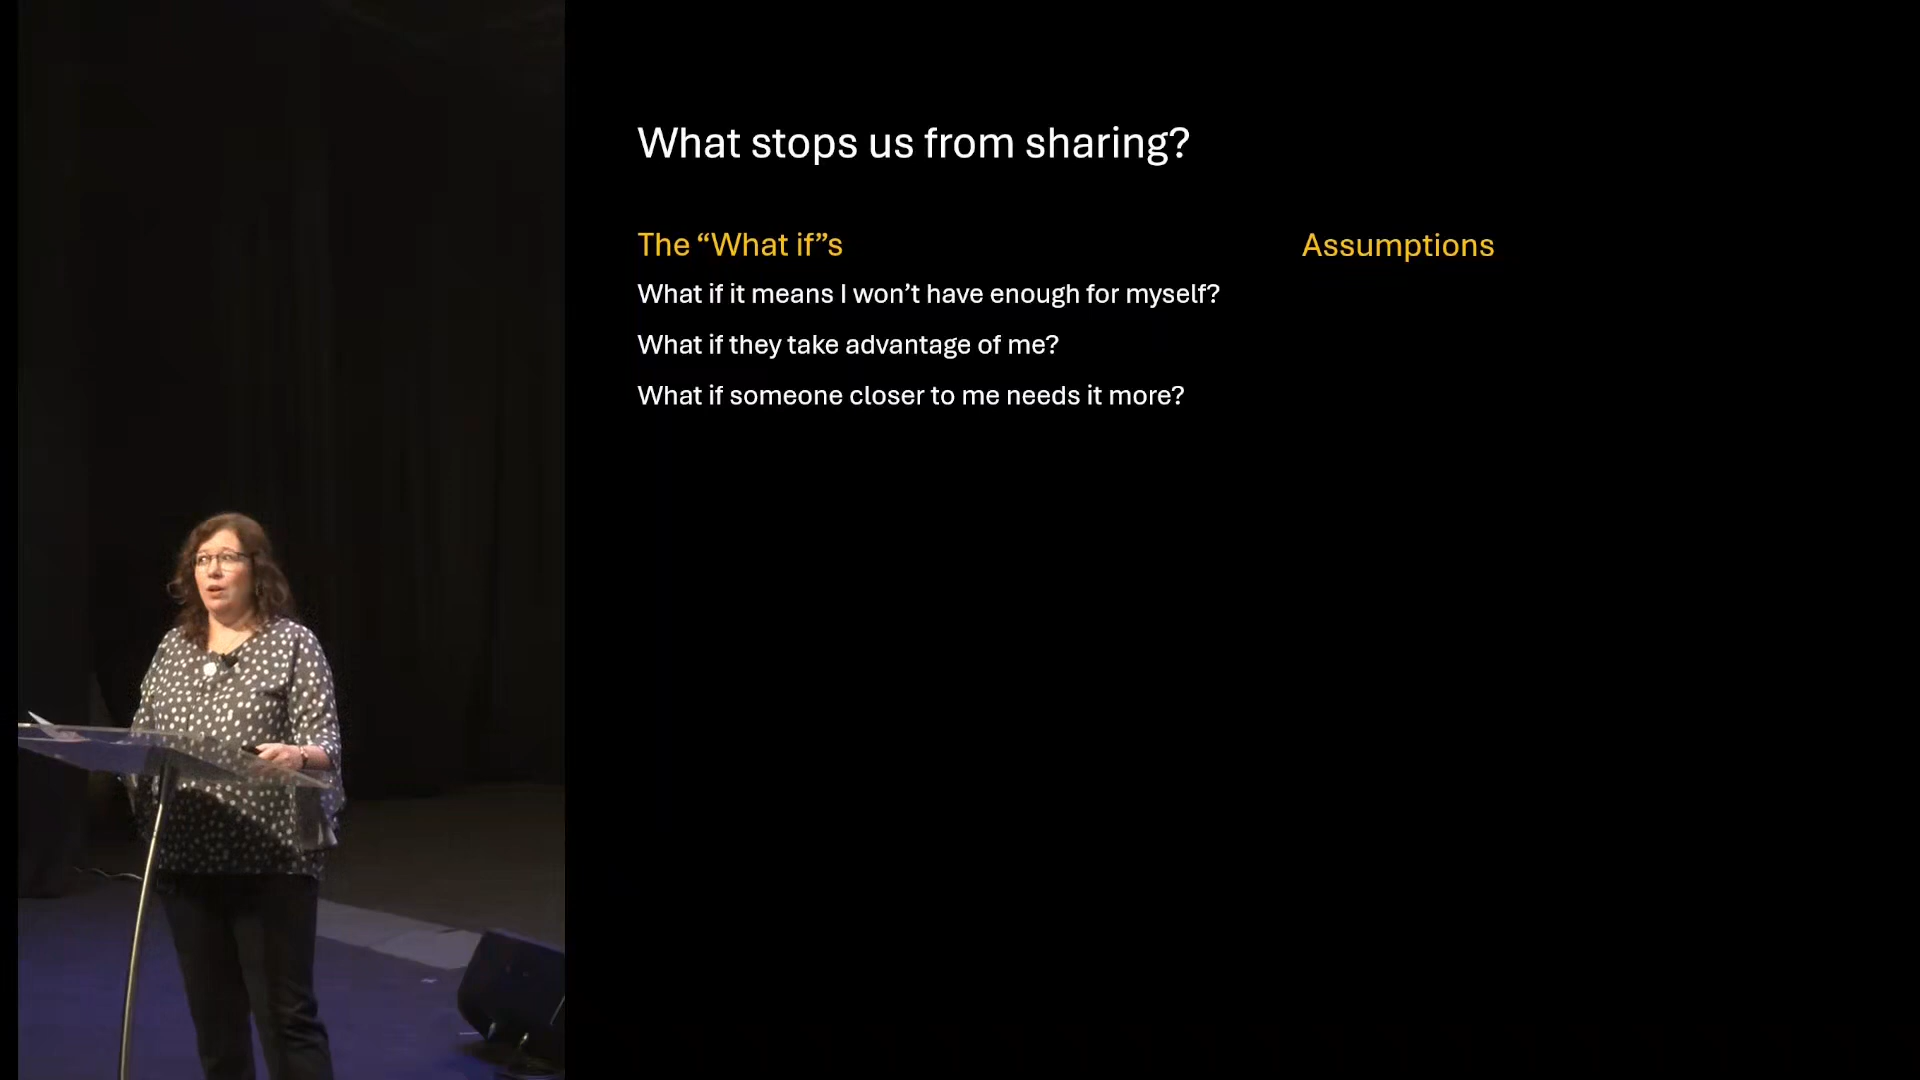 What stops us from sharing?
The “What if”s
What if it means I won’t have enough for myself?
What if they take advantage of me?
What if someone closer to me needs it more?
Assumptions